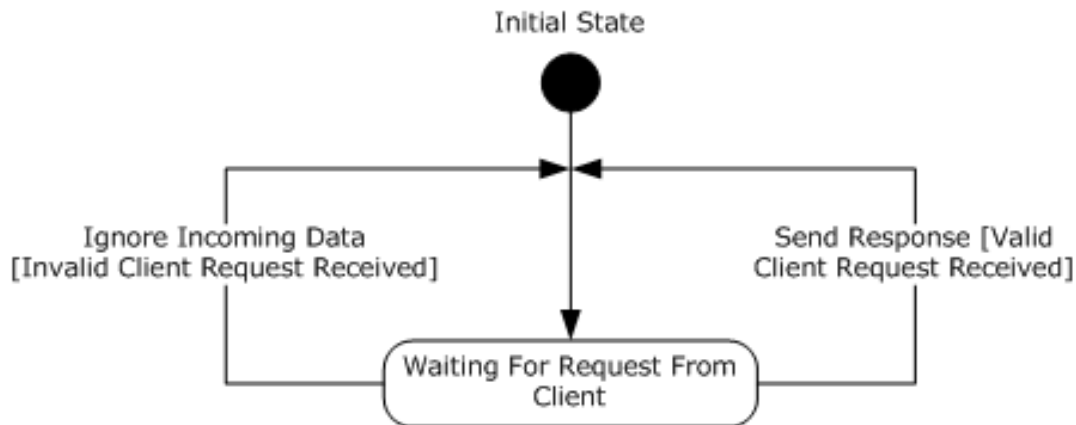 Initial State
Ignore Incoming Data
[Invalid Client Request Received]
Send Response [Valid
Client Request Received]
Waiting For Request From
Client